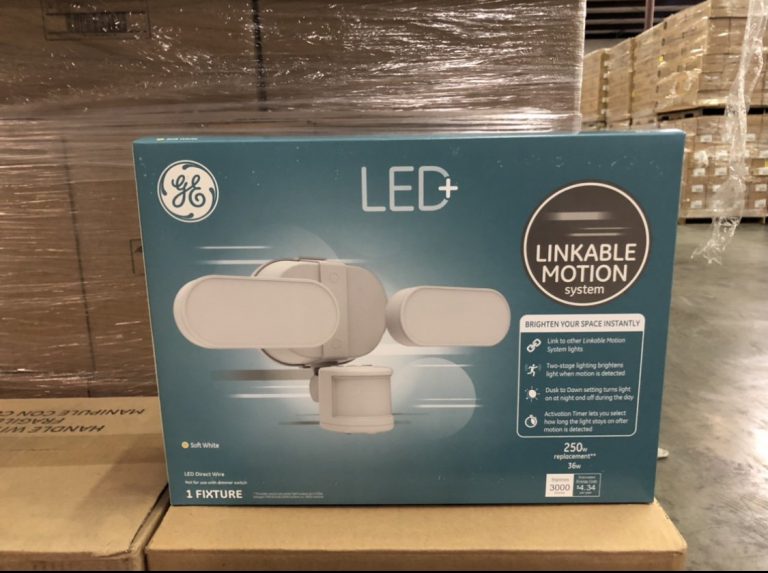 GE
LED+
LINKABLE
MOTION
system
BRIGHTEN YOUR SPACE INSTANTLY
Link to other Linkable Motion
System lights
Two-stage lighting brightens
light when motion is detected
Dusk to Dawn setting turns light
on at night and off during the day
Activation Timer lets you select
how long the light stays on after
motion is detected
250w
replacement**
36w
3000
$4.34
Soft White
LED Direct Wire
Not for use with dimmer switch
1 FIXTURE
HANDLE WIT
FRAGILE
MANIPULE CON C